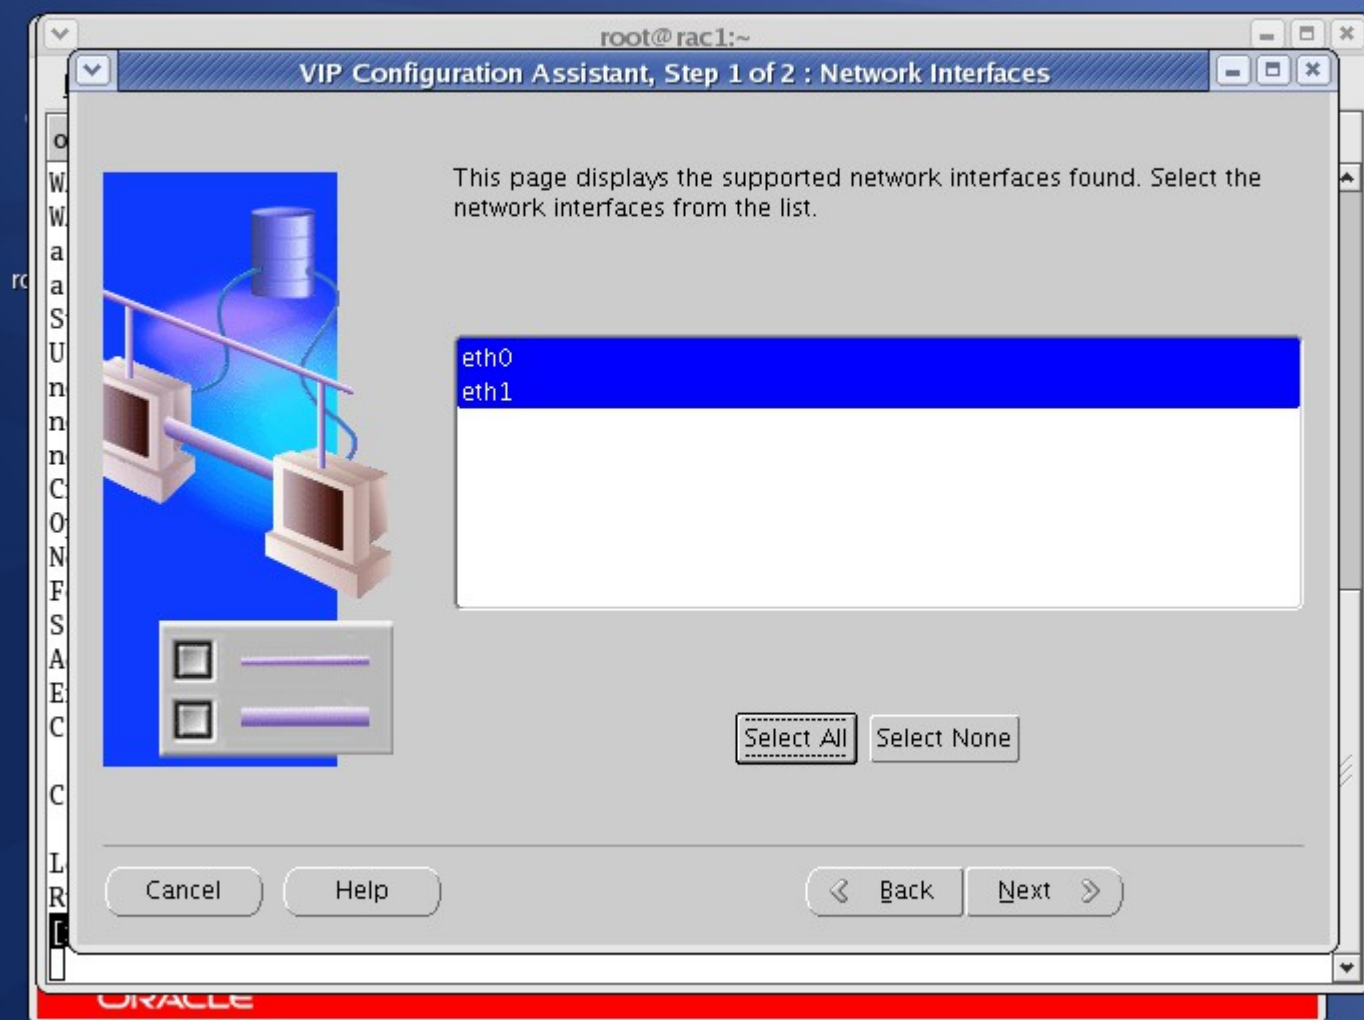 root@rac1:~
VIP Configuration Assistant, Step 1 of 2 : Network Interfaces
This page displays the supported network interfaces found. Select the
network interfaces from the list.
eth0
eth1
Select All Select None
Cancel Help Back Next
ORACLE